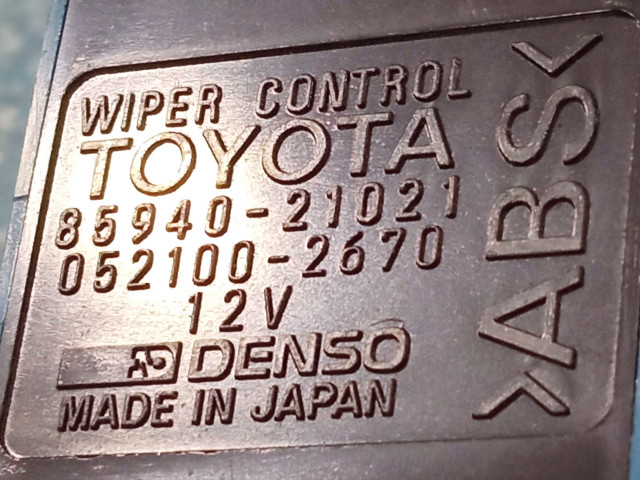 WIPER CONTROL
TOYOTA
85940-21021
052100-2670
12V
DENSO
MADE IN JAPAN
>ABS<